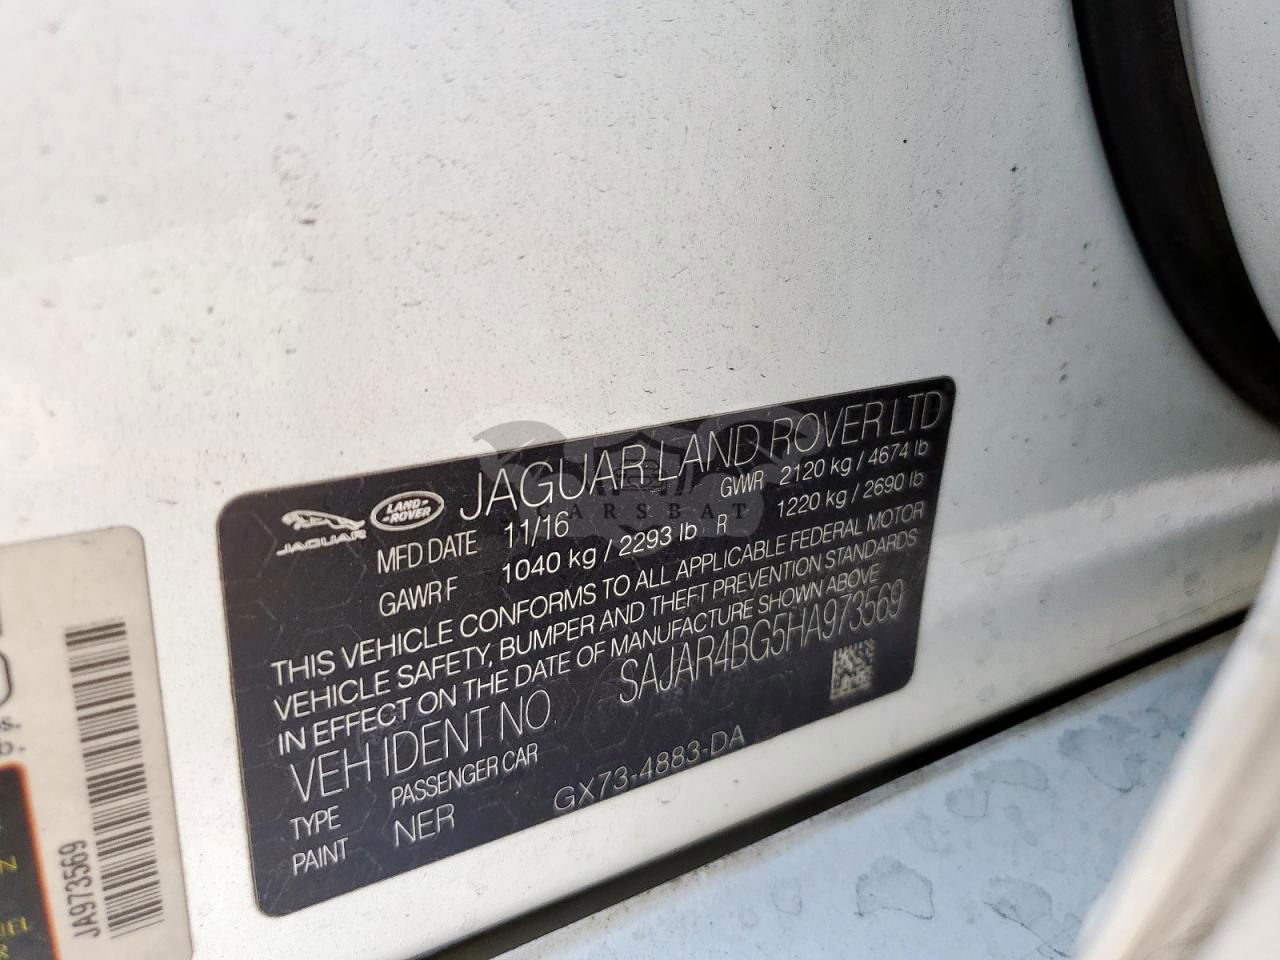 JAGUAR LAND ROVER JAGUAR LAND ROVER LTD
MFD DATE 11/16 GVWR 2120 kg / 4674 lb
GAWR F 1040 kg / 2293 lb R 1220 kg / 2690 lb
THIS VEHICLE CONFORMS TO ALL APPLICABLE FEDERAL MOTOR
VEHICLE SAFETY, BUMPER AND THEFT PREVENTION STANDARDS
IN EFFECT ON THE DATE OF MANUFACTURE SHOWN ABOVE
VEH IDENT NO SAJAR4BG5HA973569
TYPE PASSENGER CAR
PAINT NER GX73-4883-DA
JA973569
CARSBAT